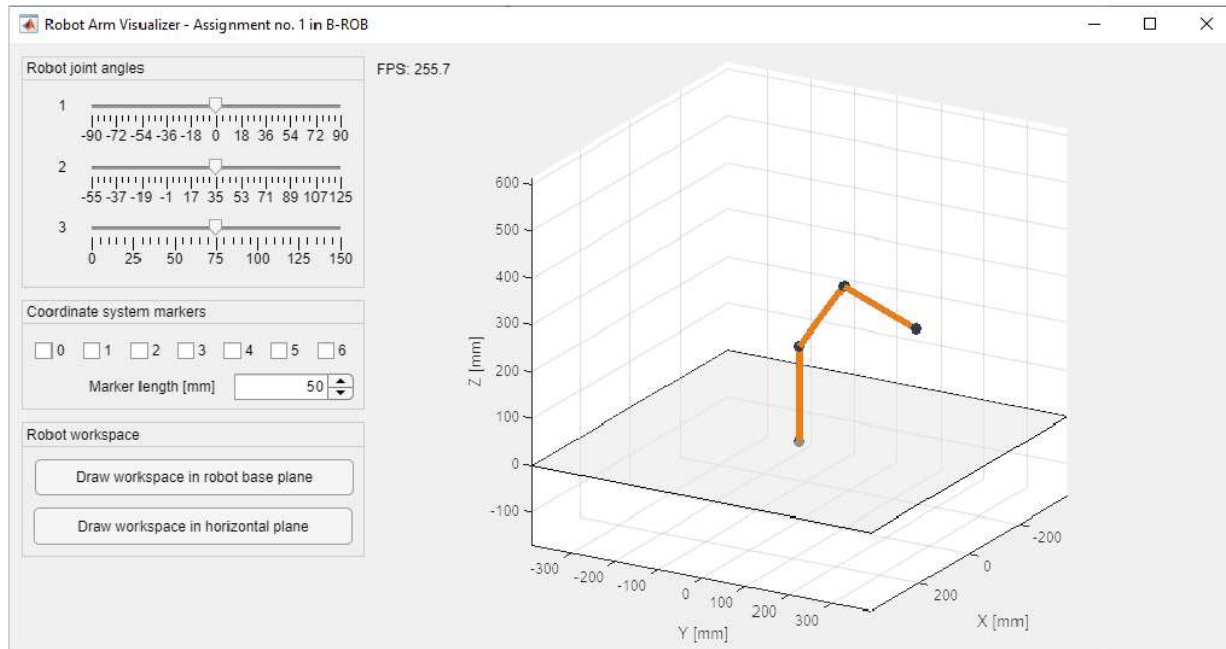 Robot Arm Visualizer - Assignment no. 1 in B-ROB
Robot joint angles
FPS: 255.7
1
-90 -72 -54 -36 -18 0 18 36 54 72 90
2
-55 -37 -19 -1 17 35 53 71 89 107 125
3
0 25 50 75 100 125 150
Coordinate system markers
0 1 2 3 4 5 6
Marker length [mm] 50
Robot workspace
Draw workspace in robot base plane
Draw workspace in horizontal plane
600
500
400
300
200
100
0
-100
Z [mm]
-300 -200 -100 0 100 200 300
Y [mm]
-200
0
200
X [mm]